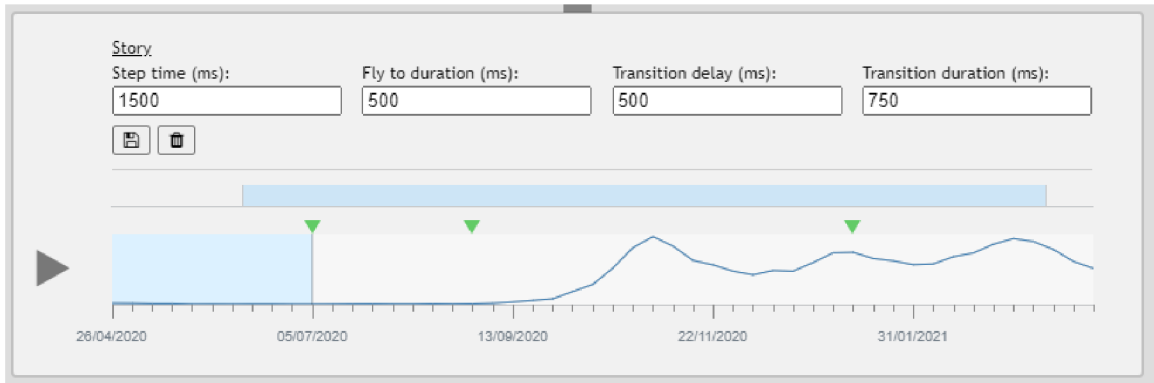 Story
Step time (ms): Fly to duration (ms): Transition delay (ms): Transition duration (ms):
1500 500 500 750
26/04/2020 05/07/2020 13/09/2020 22/11/2020 31/01/2021